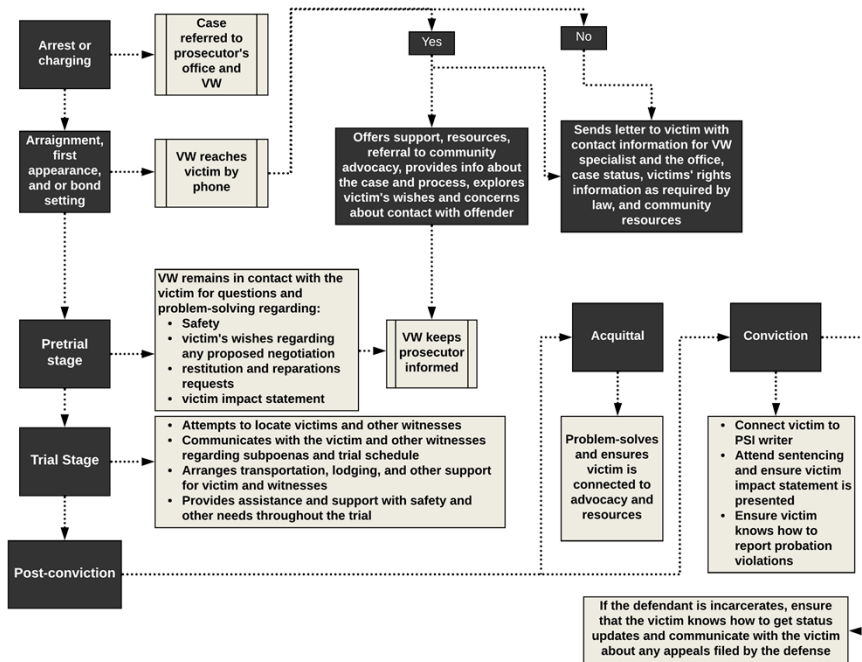 Arrest or
charging
Case
referred to
prosecutor's
office and
VW
Yes
No
Arraignment,
first
appearance,
and or bond
setting
VW reaches
victim by
phone
Offers support, resources,
referral to community
advocacy, provides info about
the case and process, explores
victim's wishes and concerns
about contact with offender
Sends letter to victim with
contact information for VW
specialist and the office,
case status, victims' rights
information as required by
law, and community
resources
Pretrial
stage
VW remains in contact with the
victim for questions and
problem-solving regarding:
• Safety
• victim's wishes regarding
any proposed negotiation
• restitution and reparations
requests
• victim impact statement
VW keeps
prosecutor
informed
Acquittal
Conviction
Trial Stage
• Attempts to locate victims and other witnesses
• Communicates with the victim and other witnesses
regarding subpoenas and trial schedule
• Arranges transportation, lodging, and other support
for victim and witnesses
• Provides assistance and support with safety and
other needs throughout the trial
Problem-solves
and ensures
victim is
connected to
advocacy and
resources
• Connect victim to
PSI writer
• Attend sentencing
and ensure victim
impact statement is
presented
• Ensure victim
knows how to
report probation
violations
Post-conviction
If the defendant is incarcerates, ensure
that the victim knows how to get status
updates and communicate with the victim
about any appeals filed by the defense